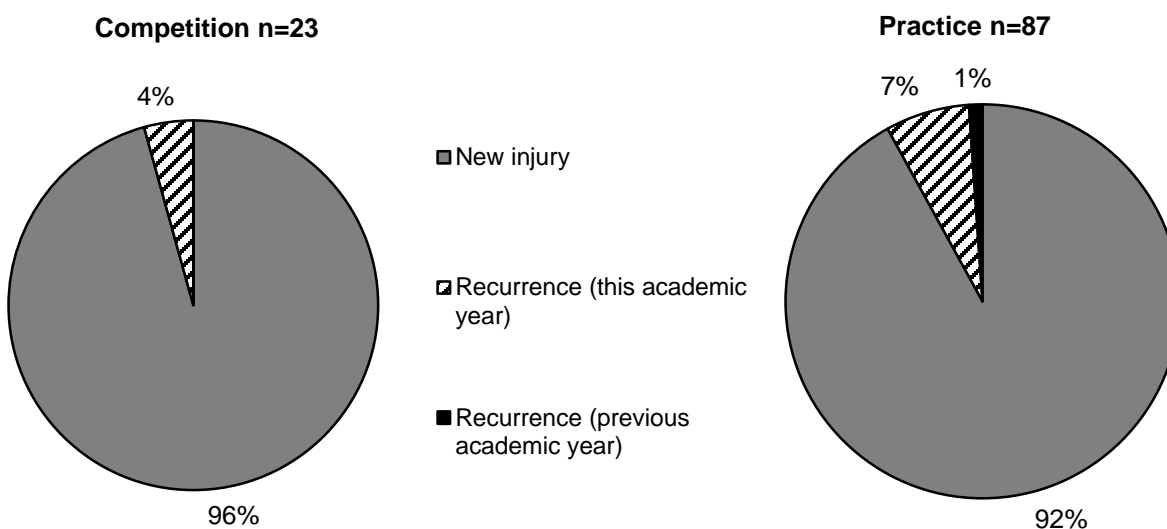 Competition n=23
4%
96%
New injury
Recurrence (this academic
year)
Recurrence (previous
academic year)
Practice n=87
7%
1%
92%